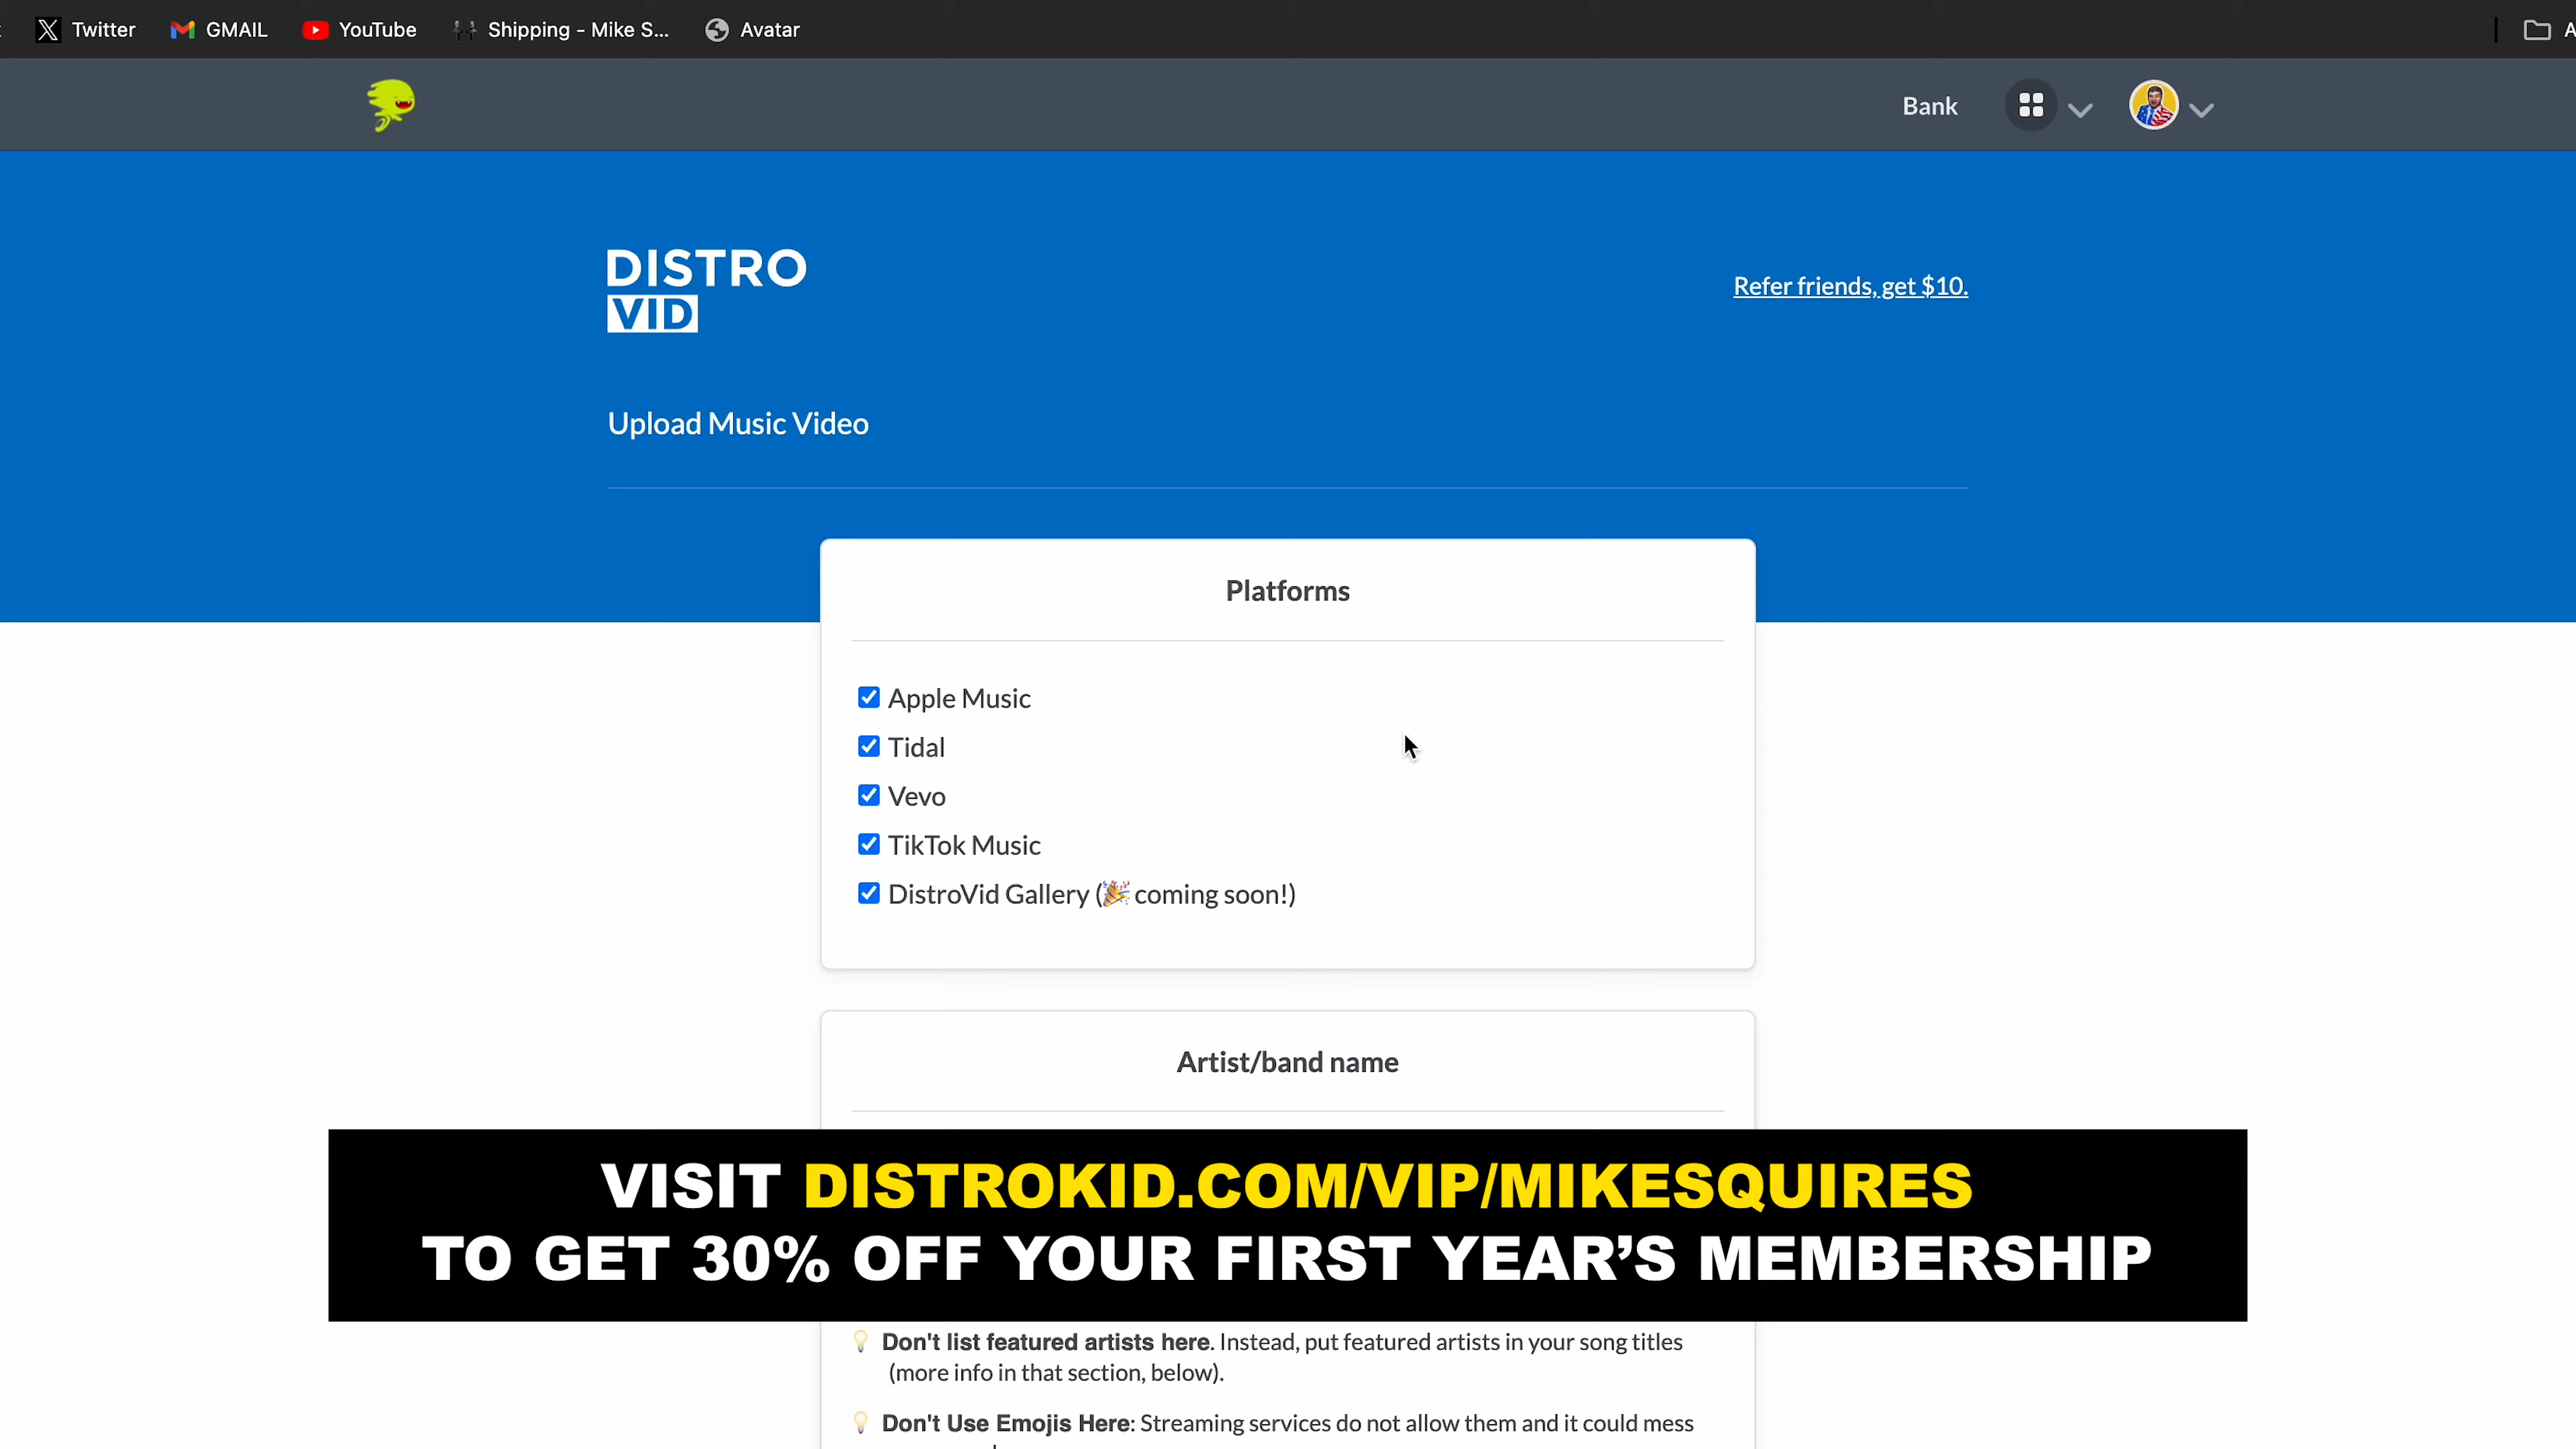 Twitter GMAIL YouTube Shipping - Mike S... Avatar
Bank
DISTRO
VID
Refer friends, get $10.
Upload Music Video
Platforms
Apple Music
Tidal
Vevo
TikTok Music
DistroVid Gallery (🎉 coming soon!)
Artist/band name
VISIT DISTROKID.COM/VIP/MIKESQUIRES
TO GET 30% OFF YOUR FIRST YEAR’S MEMBERSHIP
💡 Don't list featured artists here. Instead, put featured artists in your song titles
(more info in that section, below).
💡 Don't Use Emojis Here: Streaming services do not allow them and it could mess